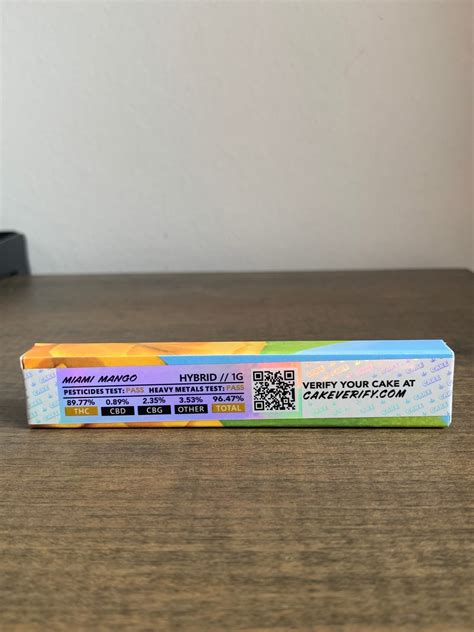 MIAMI MANGO HYBRID // 1G
PESTICIDES TEST: PASS HEAVY METALS TEST: PASS
89.77% 0.89% 2.35% 3.53% 96.47%
THC CBD CBG OTHER TOTAL
VERIFY YOUR CAKE AT
CAKEVERIFY.COM
CAKE